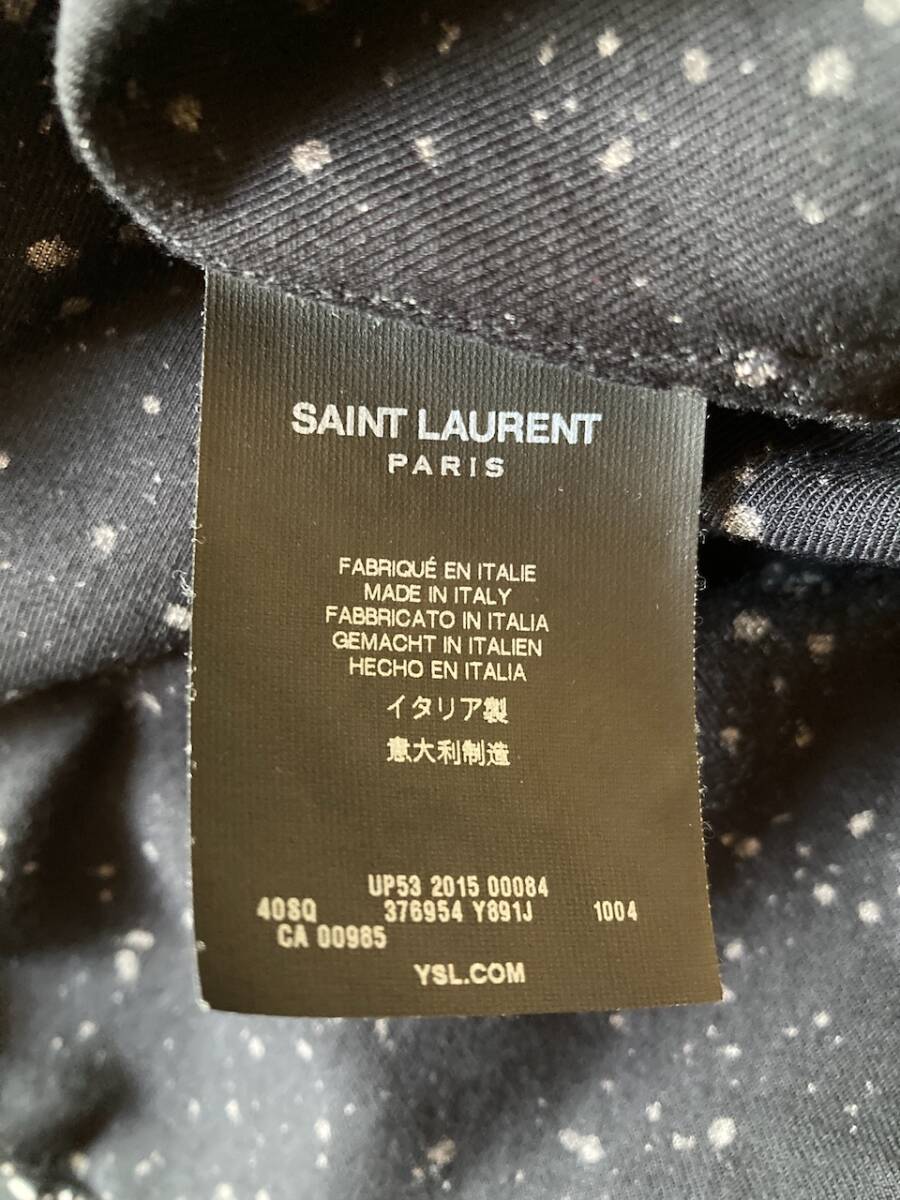 SAINT LAURENT
PARIS
FABRIQUÉ EN ITALIE
MADE IN ITALY
FABBRICATO IN ITALIA
GEMACHT IN ITALIEN
HECHO EN ITALIA
イタリア製
意大利制造
UP53 2015 00084
40SQ 376954 Y891J 1004
CA 00985
YSL.COM